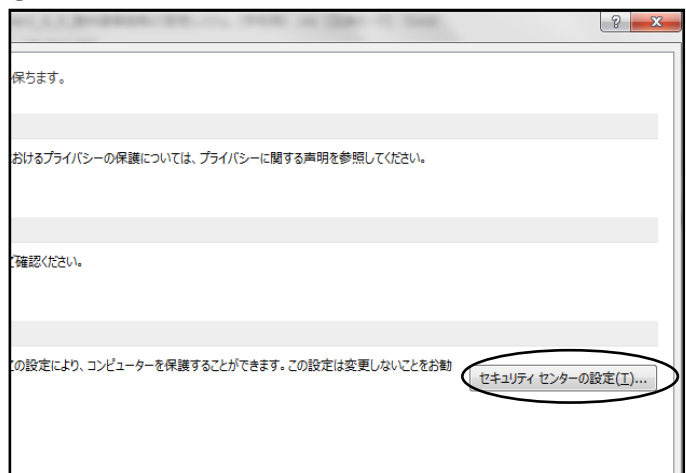 保ちます。
おけるプライバシーの保護については、プライバシーに関する声明を参照してください。
ご確認ください。
の設定により、コンピューターを保護することができます。この設定は変更しないことをお勧
セキュリティ センターの設定(T)...